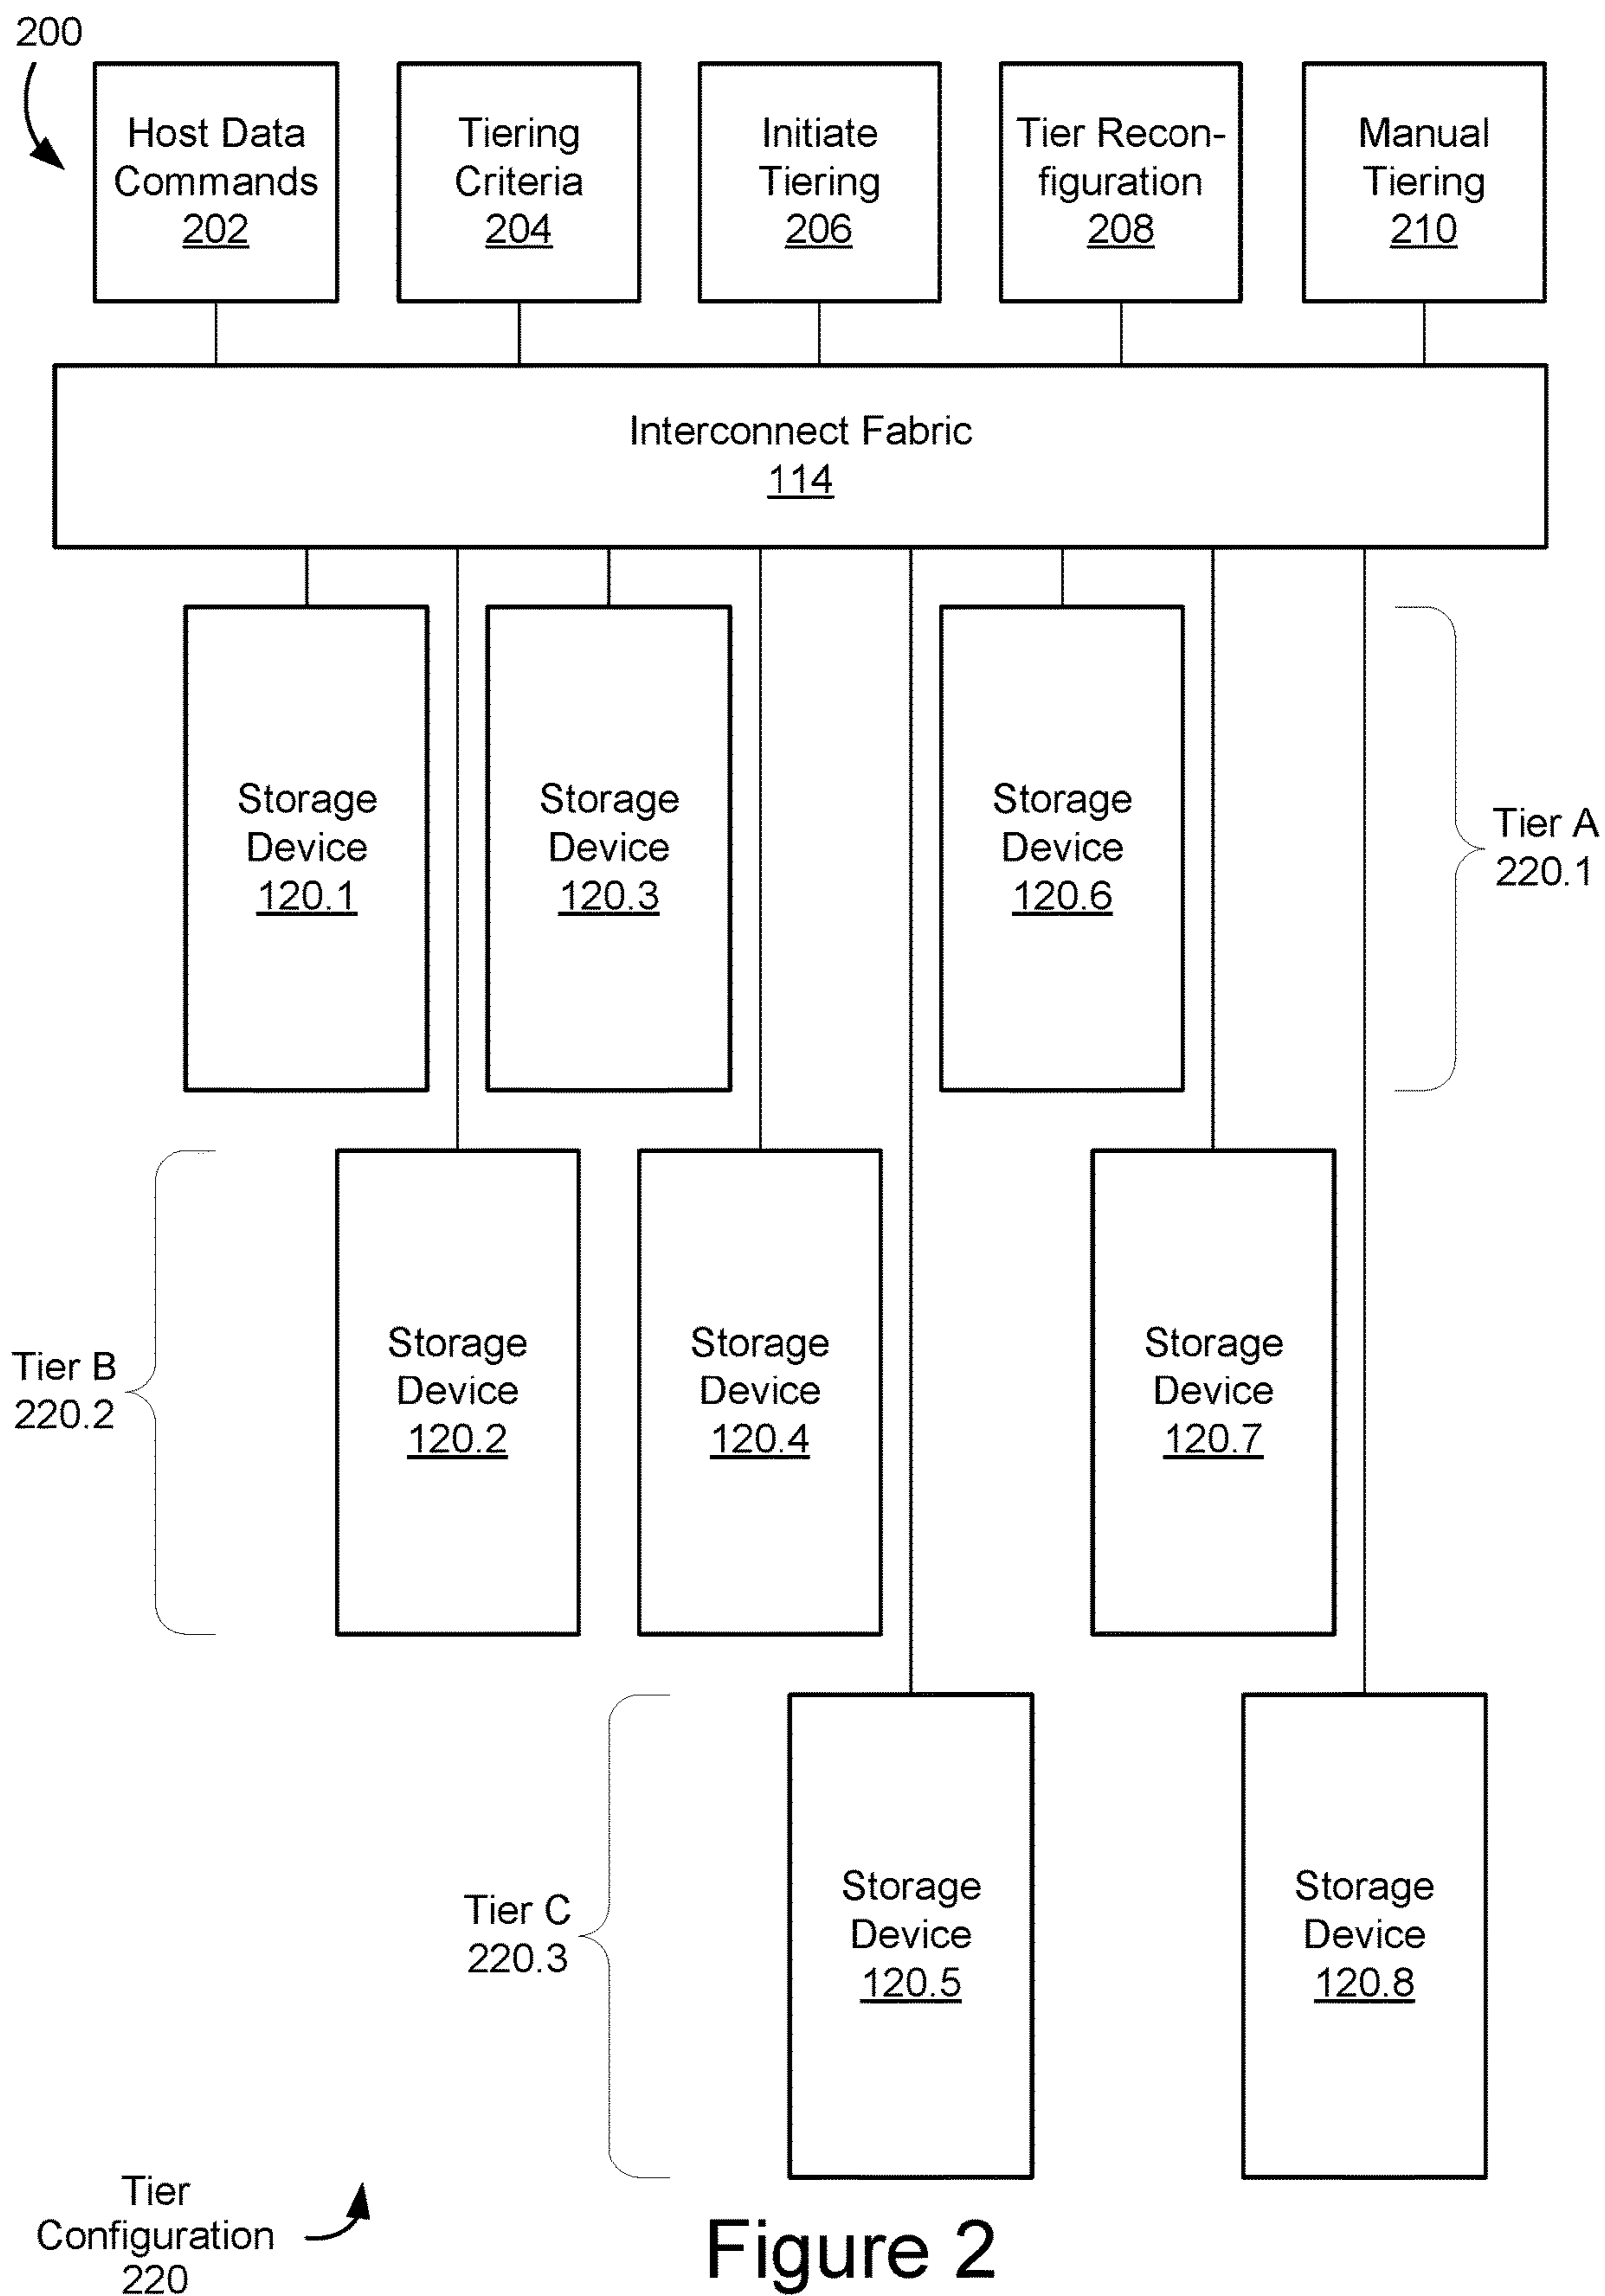 200
Host Data
Commands
202
Tiering
Criteria
204
Initiate
Tiering
206
Tier Recon-
figuration
208
Manual
Tiering
210
Interconnect Fabric
114
Storage
Device
120.1
Storage
Device
120.3
Storage
Device
120.6
Tier A
220.1
Tier B
220.2
Storage
Device
120.2
Storage
Device
120.4
Storage
Device
120.7
Tier C
220.3
Storage
Device
120.5
Storage
Device
120.8
Tier
Configuration
220
Figure 2